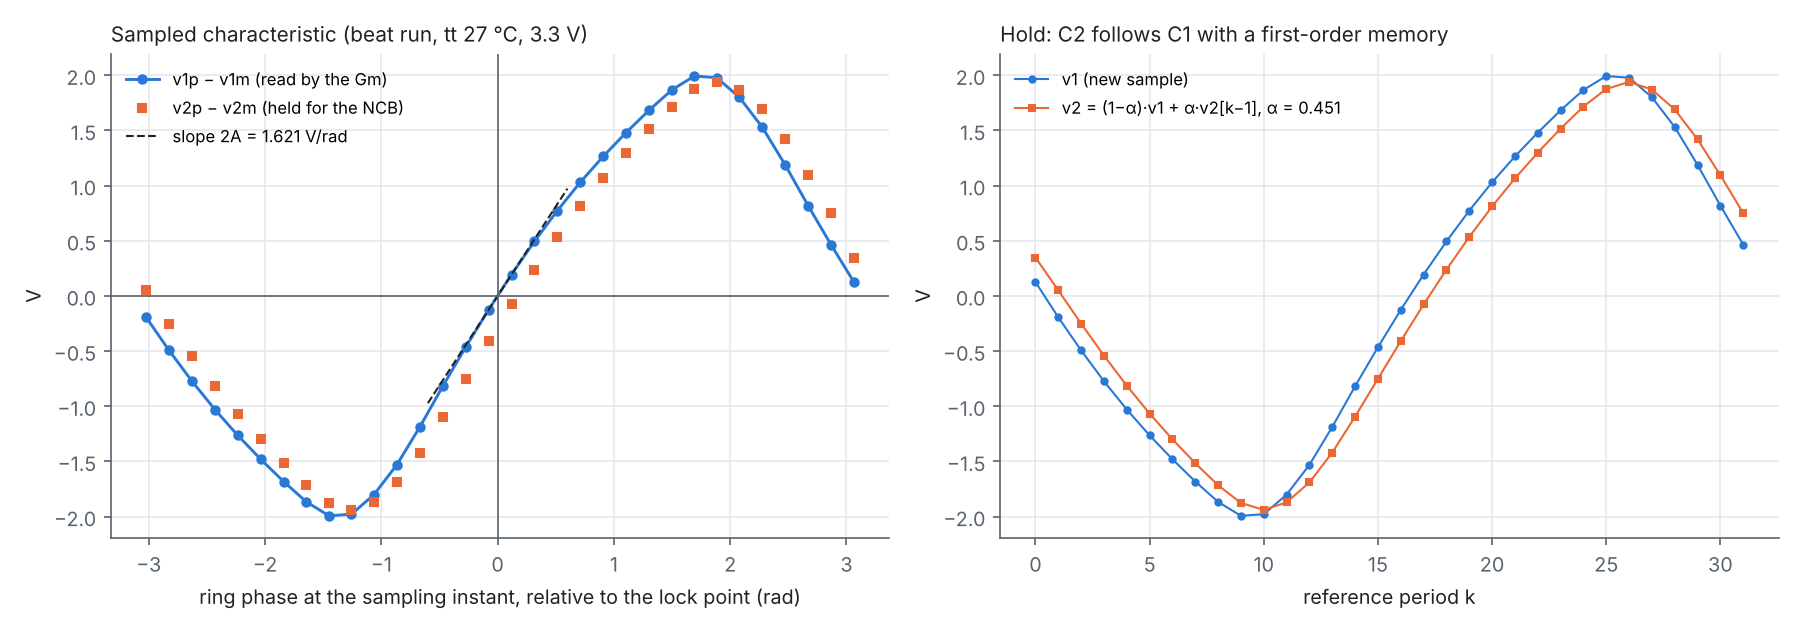 Sampled characteristic (beat run, tt 27 °C, 3.3 V)
v1p − v1m (read by the Gm)
v2p − v2m (held for the NCB)
slope 2A = 1.621 V/rad
2.0
1.5
1.0
0.5
0.0
−0.5
−1.0
−1.5
−2.0
V
−3
−2
−1
0
1
2
3
ring phase at the sampling instant, relative to the lock point (rad)
Hold: C2 follows C1 with a first-order memory
v1 (new sample)
v2 = (1−α)·v1 + α·v2[k−1], α = 0.451
2.0
1.5
1.0
0.5
0.0
−0.5
−1.0
−1.5
−2.0
V
0
5
10
15
20
25
30
reference period k